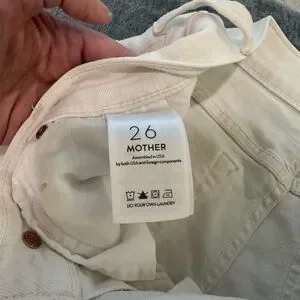 26
MOTHER
Assembled in USA
by both USA and foreign components
DO YOUR OWN LAUNDRY